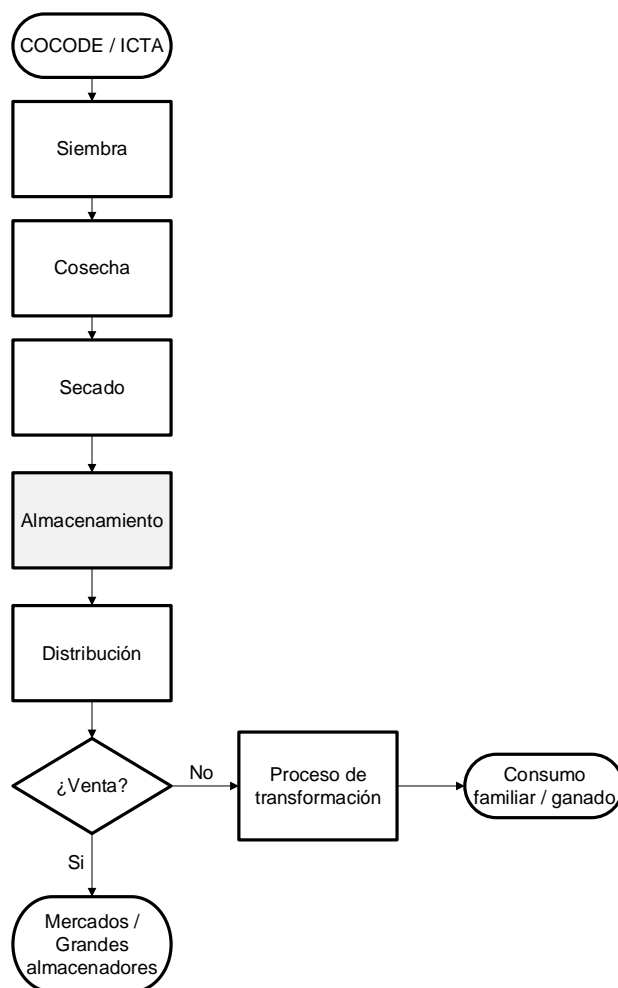 COCODE / ICTA
Siembra
Cosecha
Secado
Almacenamiento
Distribución
¿Venta?
No
Proceso de
transformación
Consumo
familiar / ganado
Si
Mercados /
Grandes
almacenadores